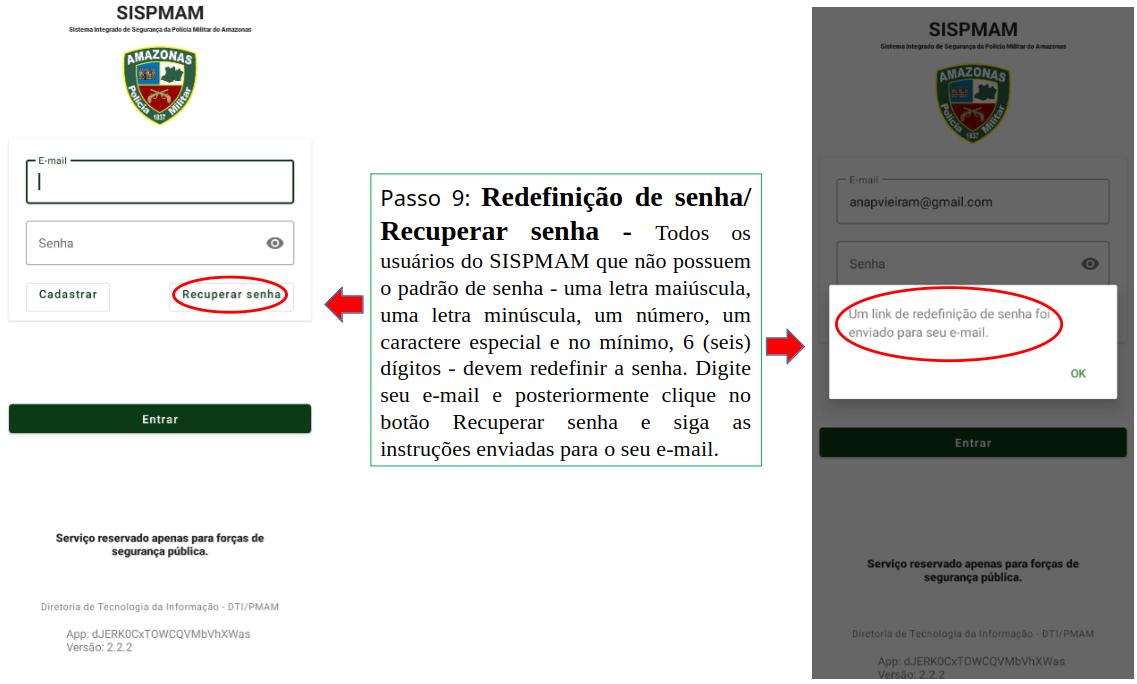 SISPMAM
Sistema Integrado de Segurança da Polícia Militar do Amazonas
AMAZONAS
Polícia Militar
1837
E-mail
Senha
Cadastrar
Recuperar senha
Entrar
Serviço reservado apenas para forças de
segurança pública.
Diretoria de Tecnologia da Informação - DTI/PMAM
App: dJERK0CxTOWCQVMbVhXWas
Versão: 2.2.2
Passo 9: Redefinição de senha/
Recuperar senha - Todos os
usuários do SISPMAM que não possuem
o padrão de senha - uma letra maiúscula,
uma letra minúscula, um número, um
caractere especial e no mínimo, 6 (seis)
dígitos - devem redefinir a senha. Digite
seu e-mail e posteriormente clique no
botão Recuperar senha e siga as
instruções enviadas para o seu e-mail.
SISPMAM
Sistema Integrado de Segurança da Polícia Militar do Amazonas
AMAZONAS
Polícia Militar
1837
E-mail
anapvieiram@gmail.com
Senha
Um link de redefinição de senha foi
enviado para seu e-mail.
OK
Entrar
Serviço reservado apenas para forças de
segurança pública.
Diretoria de Tecnologia da Informação - DTI/PMAM
App: dJERK0CxTOWCQVMbVhXWas
Versão: 2.2.2